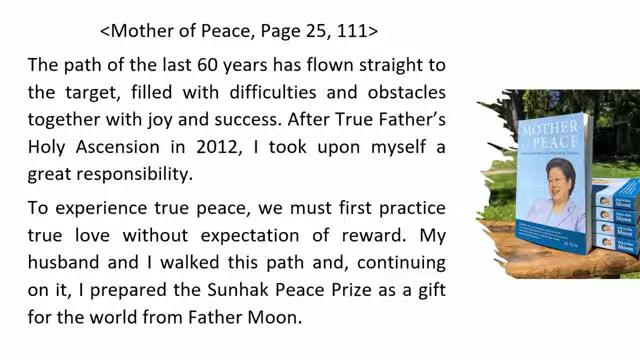 <Mother of Peace, Page 25, 111>
The path of the last 60 years has flown straight to
the target, filled with difficulties and obstacles
together with joy and success. After True Father's
Holy Ascension in 2012, I took upon myself a
great responsibility.
To experience true peace, we must first practice
true love without expectation of reward. My
husband and I walked this path and, continuing
on it, I prepared the Sunhak Peace Prize as a gift
for the world from Father Moon.
MOTHER
of PEACE